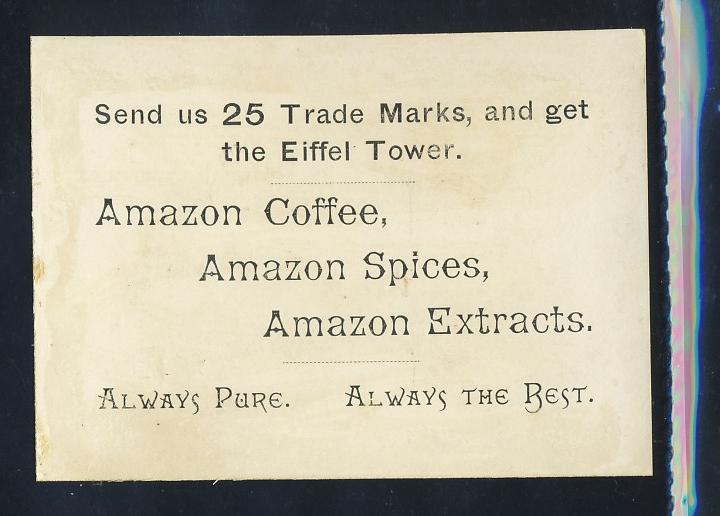 Send us 25 Trade Marks, and get
the Eiffel Tower.
Amazon Coffee,
Amazon Spices,
Amazon Extracts.
Always Pure. Always the Best.